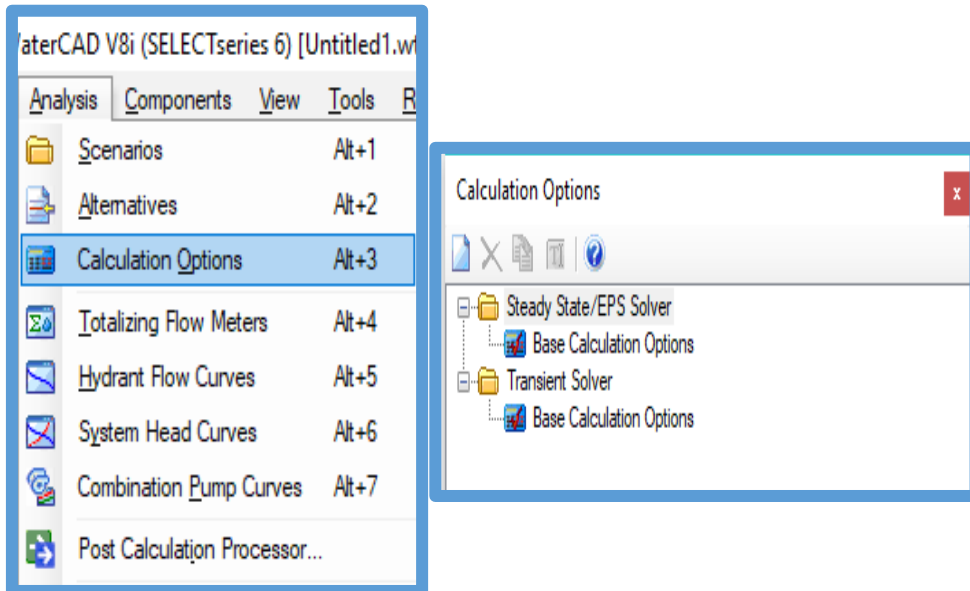 /aterCAD V8i (SELECTseries 6) [Untitled1.wt
Analysis Components View Tools R
Scenarios Alt+1
Alternatives Alt+2
Calculation Options Alt+3
Totalizing Flow Meters Alt+4
Hydrant Flow Curves Alt+5
System Head Curves Alt+6
Combination Pump Curves Alt+7
Post Calculation Processor...
Calculation Options x
Steady State/EPS Solver
Base Calculation Options
Transient Solver
Base Calculation Options